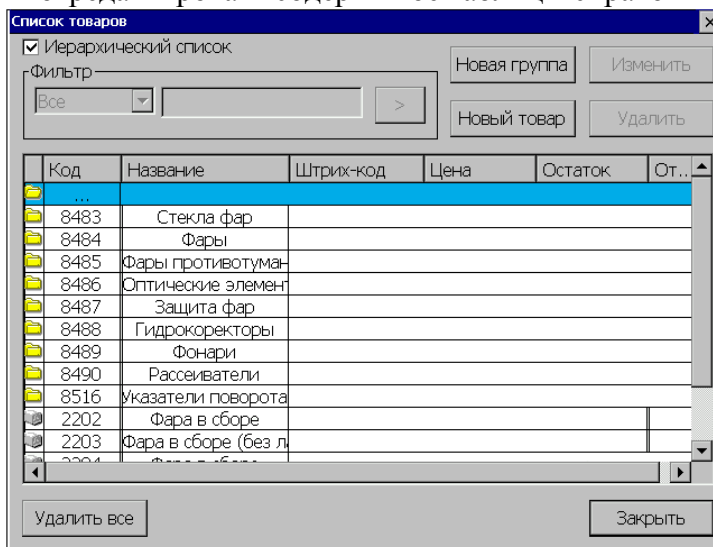 Список товаров
Иерархический список
Фильтр
Все
>
Новая группа
Изменить
Новый товар
Удалить
Код Название Штрих-код Цена Остаток От..
...
8483 Стекла фар
8484 Фары
8485 Фары противотуман
8486 Оптические элемент
8487 Защита фар
8488 Гидрокоректоры
8489 Фонари
8490 Рассеиватели
8516 Указатели поворота
2202 Фара в сборе
2203 Фара в сборе (без л
Удалить все
Закрыть